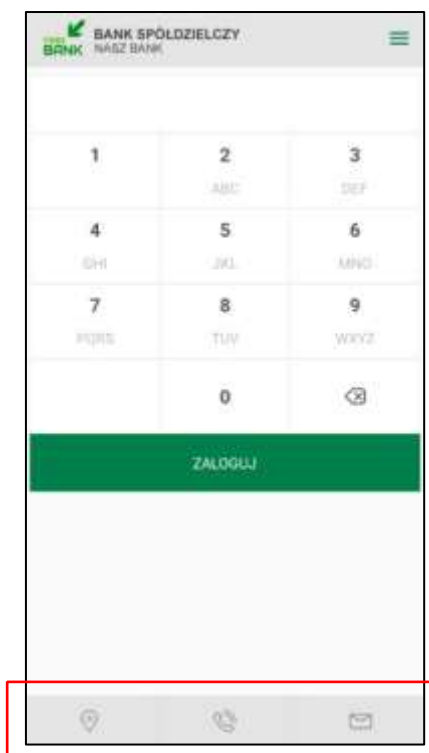 BANK SPÓŁDZIELCZY
BANK NASZ BANK
1 2 3
ABC DEF
4 5 6
GHI JKL MNO
7 8 9
PQRS TUV WXYZ
0
ZALOGUJ